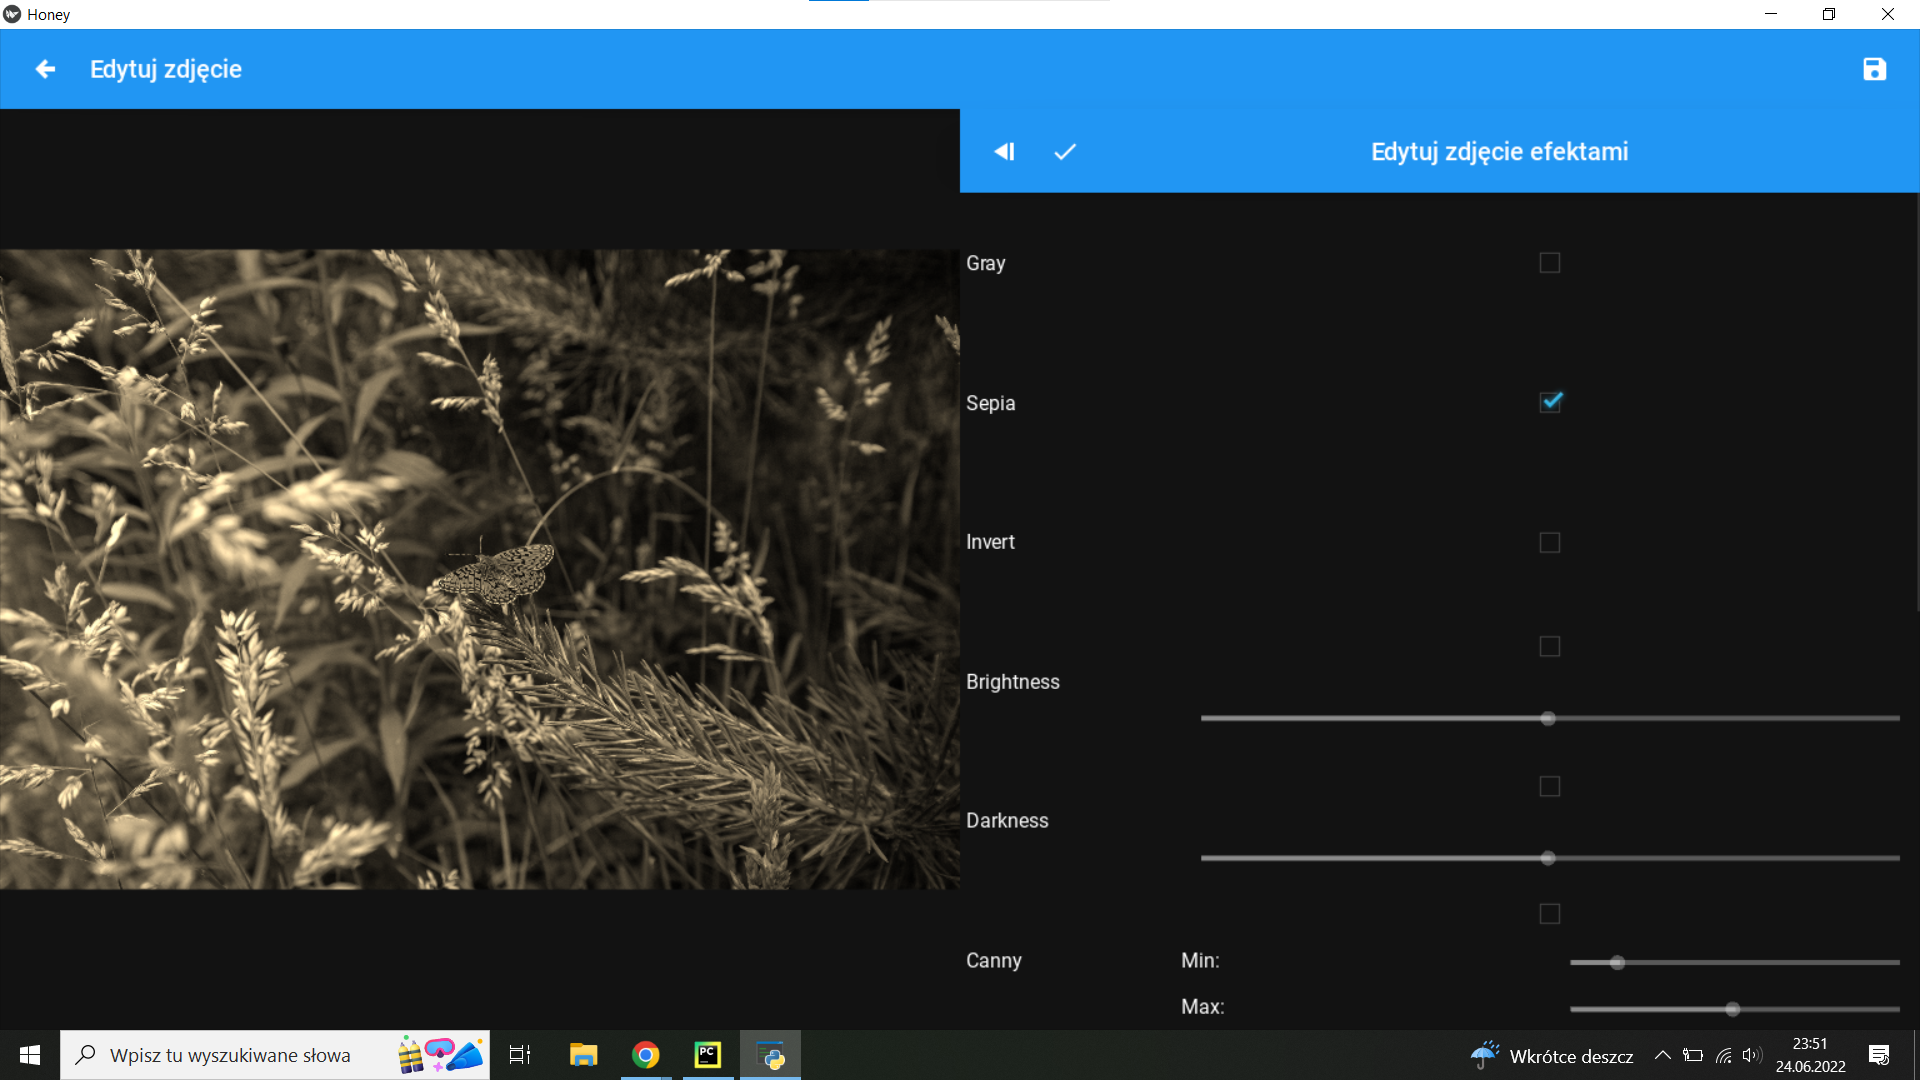 Honey
Edytuj zdjęcie
Edytuj zdjęcie efektami
Gray
Sepia
Invert
Brightness
Darkness
Canny
Min:
Max:
Wpisz tu wyszukiwane słowa
PC
Wkrótce deszcz
23:51
24.06.2022